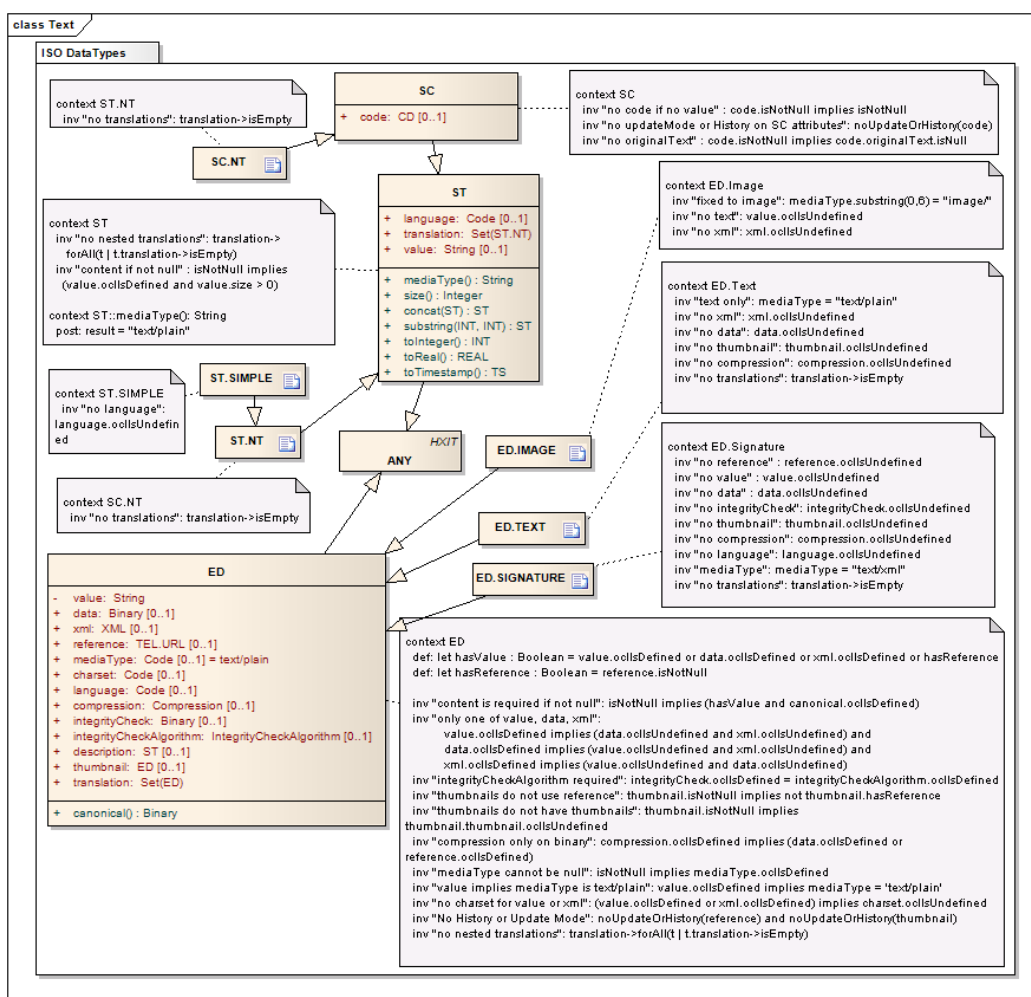 class Text
ISO DataTypes
context ST.NT
inv "no translations": translation->isEmpty
SC
+ code: CD [0..1]
context SC
inv "no code if no value" : code.isNotNull implies isNotNull
inv "no updateMode or History on SC attributes": noUpdateOrHistory(code)
inv "no originalText" : code.isNotNull implies code.originalText.isNull
SC.NT
context ST
inv "no nested translations": translation->
forAll(t | t.translation->isEmpty)
inv "content if not null" : isNotNull implies
(value.oclIsDefined and value.size > 0)
context ST::mediaType(): String
post: result = "text/plain"
ST
+ language: Code [0..1]
+ translation: Set(ST.NT)
+ value: String [0..1]
+ mediaType() : String
+ size() : Integer
+ concat(ST) : ST
+ substring(INT, INT) : ST
+ toInteger() : INT
+ toReal() : REAL
+ toTimestamp() : TS
context ED.Image
inv "fixed to image": mediaType.substring(0,6) = "image/"
inv "no text": value.oclIsUndefined
inv "no xml": xml.oclIsUndefined
context ED.Text
inv "text only": mediaType = "text/plain"
inv "no xml": xml.oclIsUndefined
inv "no data": data.oclIsUndefined
inv "no thumbnail": thumbnail.oclIsUndefined
inv "no compression": compression.oclIsUndefined
inv "no translations": translation->isEmpty
context ST.SIMPLE
inv "no language":
language.oclIsUndefin
ed
ST.SIMPLE
ST.NT
HXIT
ANY
ED.IMAGE
context SC.NT
inv "no translations": translation->isEmpty
ED.TEXT
ED.SIGNATURE
context ED.Signature
inv "no reference" : reference.oclIsUndefined
inv "no value" : value.oclIsUndefined
inv "no data" : data.oclIsUndefined
inv "no integrityCheck": integrityCheck.oclIsUndefined
inv "no thumbnail": thumbnail.oclIsUndefined
inv "no compression": compression.oclIsUndefined
inv "no language": language.oclIsUndefined
inv "mediaType": mediaType = "text/xml"
inv "no translations": translation->isEmpty
ED
- value: String
+ data: Binary [0..1]
+ xml: XML [0..1]
+ reference: TEL.URL [0..1]
+ mediaType: Code [0..1] = text/plain
+ charset: Code [0..1]
+ language: Code [0..1]
+ compression: Compression [0..1]
+ integrityCheck: Binary [0..1]
+ integrityCheckAlgorithm: IntegrityCheckAlgorithm [0..1]
+ description: ST [0..1]
+ thumbnail: ED [0..1]
+ translation: Set(ED)
+ canonical() : Binary
context ED
def: let hasValue : Boolean = value.oclIsDefined or data.oclIsDefined or xml.oclIsDefined or hasReference
def: let hasReference : Boolean = reference.isNotNull
inv "content is required if not null": isNotNull implies (hasValue and canonical.oclIsDefined)
inv "only one of value, data, xml":
value.oclIsDefined implies (data.oclIsUndefined and xml.oclIsUndefined) and
data.oclIsDefined implies (value.oclIsUndefined and xml.oclIsUndefined) and
xml.oclIsDefined implies (value.oclIsUndefined and data.oclIsUndefined)
inv "integrityCheckAlgorithm required": integrityCheck.oclIsDefined = integrityCheckAlgorithm.oclIsDefined
inv "thumbnails do not use reference": thumbnail.isNotNull implies not thumbnail.hasReference
inv "thumbnails do not have thumbnails": thumbnail.isNotNull implies
thumbnail.thumbnail.oclIsUndefined
inv "compression only on binary": compression.oclIsDefined implies (data.oclIsDefined or
reference.oclIsDefined)
inv "mediaType cannot be null": isNotNull implies mediaType.oclIsDefined
inv "value implies mediaType is text/plain": value.oclIsDefined implies mediaType = 'text/plain'
inv "no charset for value or xml": (value.oclIsDefined or xml.oclIsDefined) implies charset.oclIsUndefined
inv "No History or Update Mode": noUpdateOrHistory(reference) and noUpdateOrHistory(thumbnail)
inv "no nested translations": translation->forAll(t | t.translation->isEmpty)